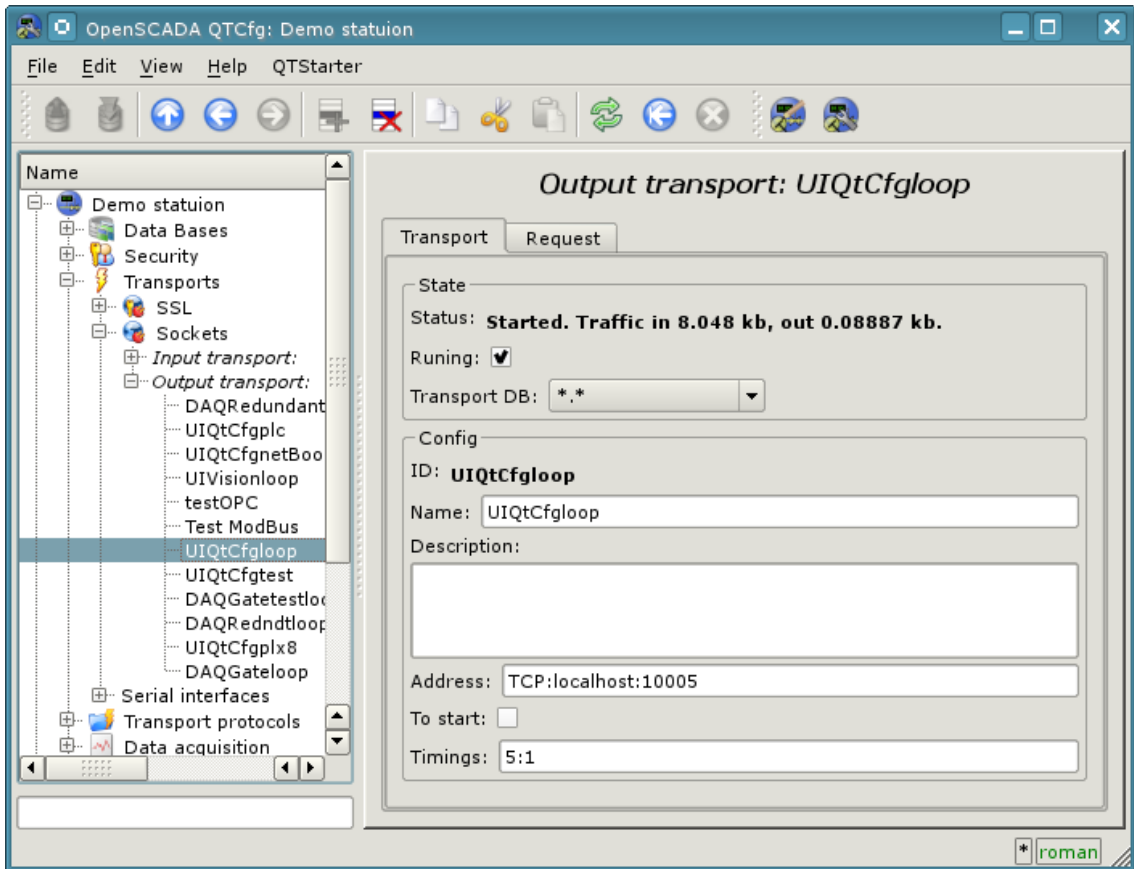 OpenSCADA QTCfg: Demo statuion
File Edit View Help QTStarter
Name
Demo statuion
Data Bases
Security
Transports
SSL
Sockets
Input transport:
Output transport:
DAQRedundant
UIQtCfgplc
UIQtCfgnetBoo
UIVisionloop
testOPC
Test ModBus
UIQtCfgloop
UIQtCfgtest
DAQGatetestloo
DAQRedndtloop
UIQtCfgplx8
DAQGateloop
Serial interfaces
Transport protocols
Data acquisition
Output transport: UIQtCfgloop
Transport Request
State
Status: Started. Traffic in 8.048 kb, out 0.08887 kb.
Runing:
Transport DB: *.*
Config
ID: UIQtCfgloop
Name: UIQtCfgloop
Description:
Address: TCP:localhost:10005
To start:
Timings: 5:1
* roman